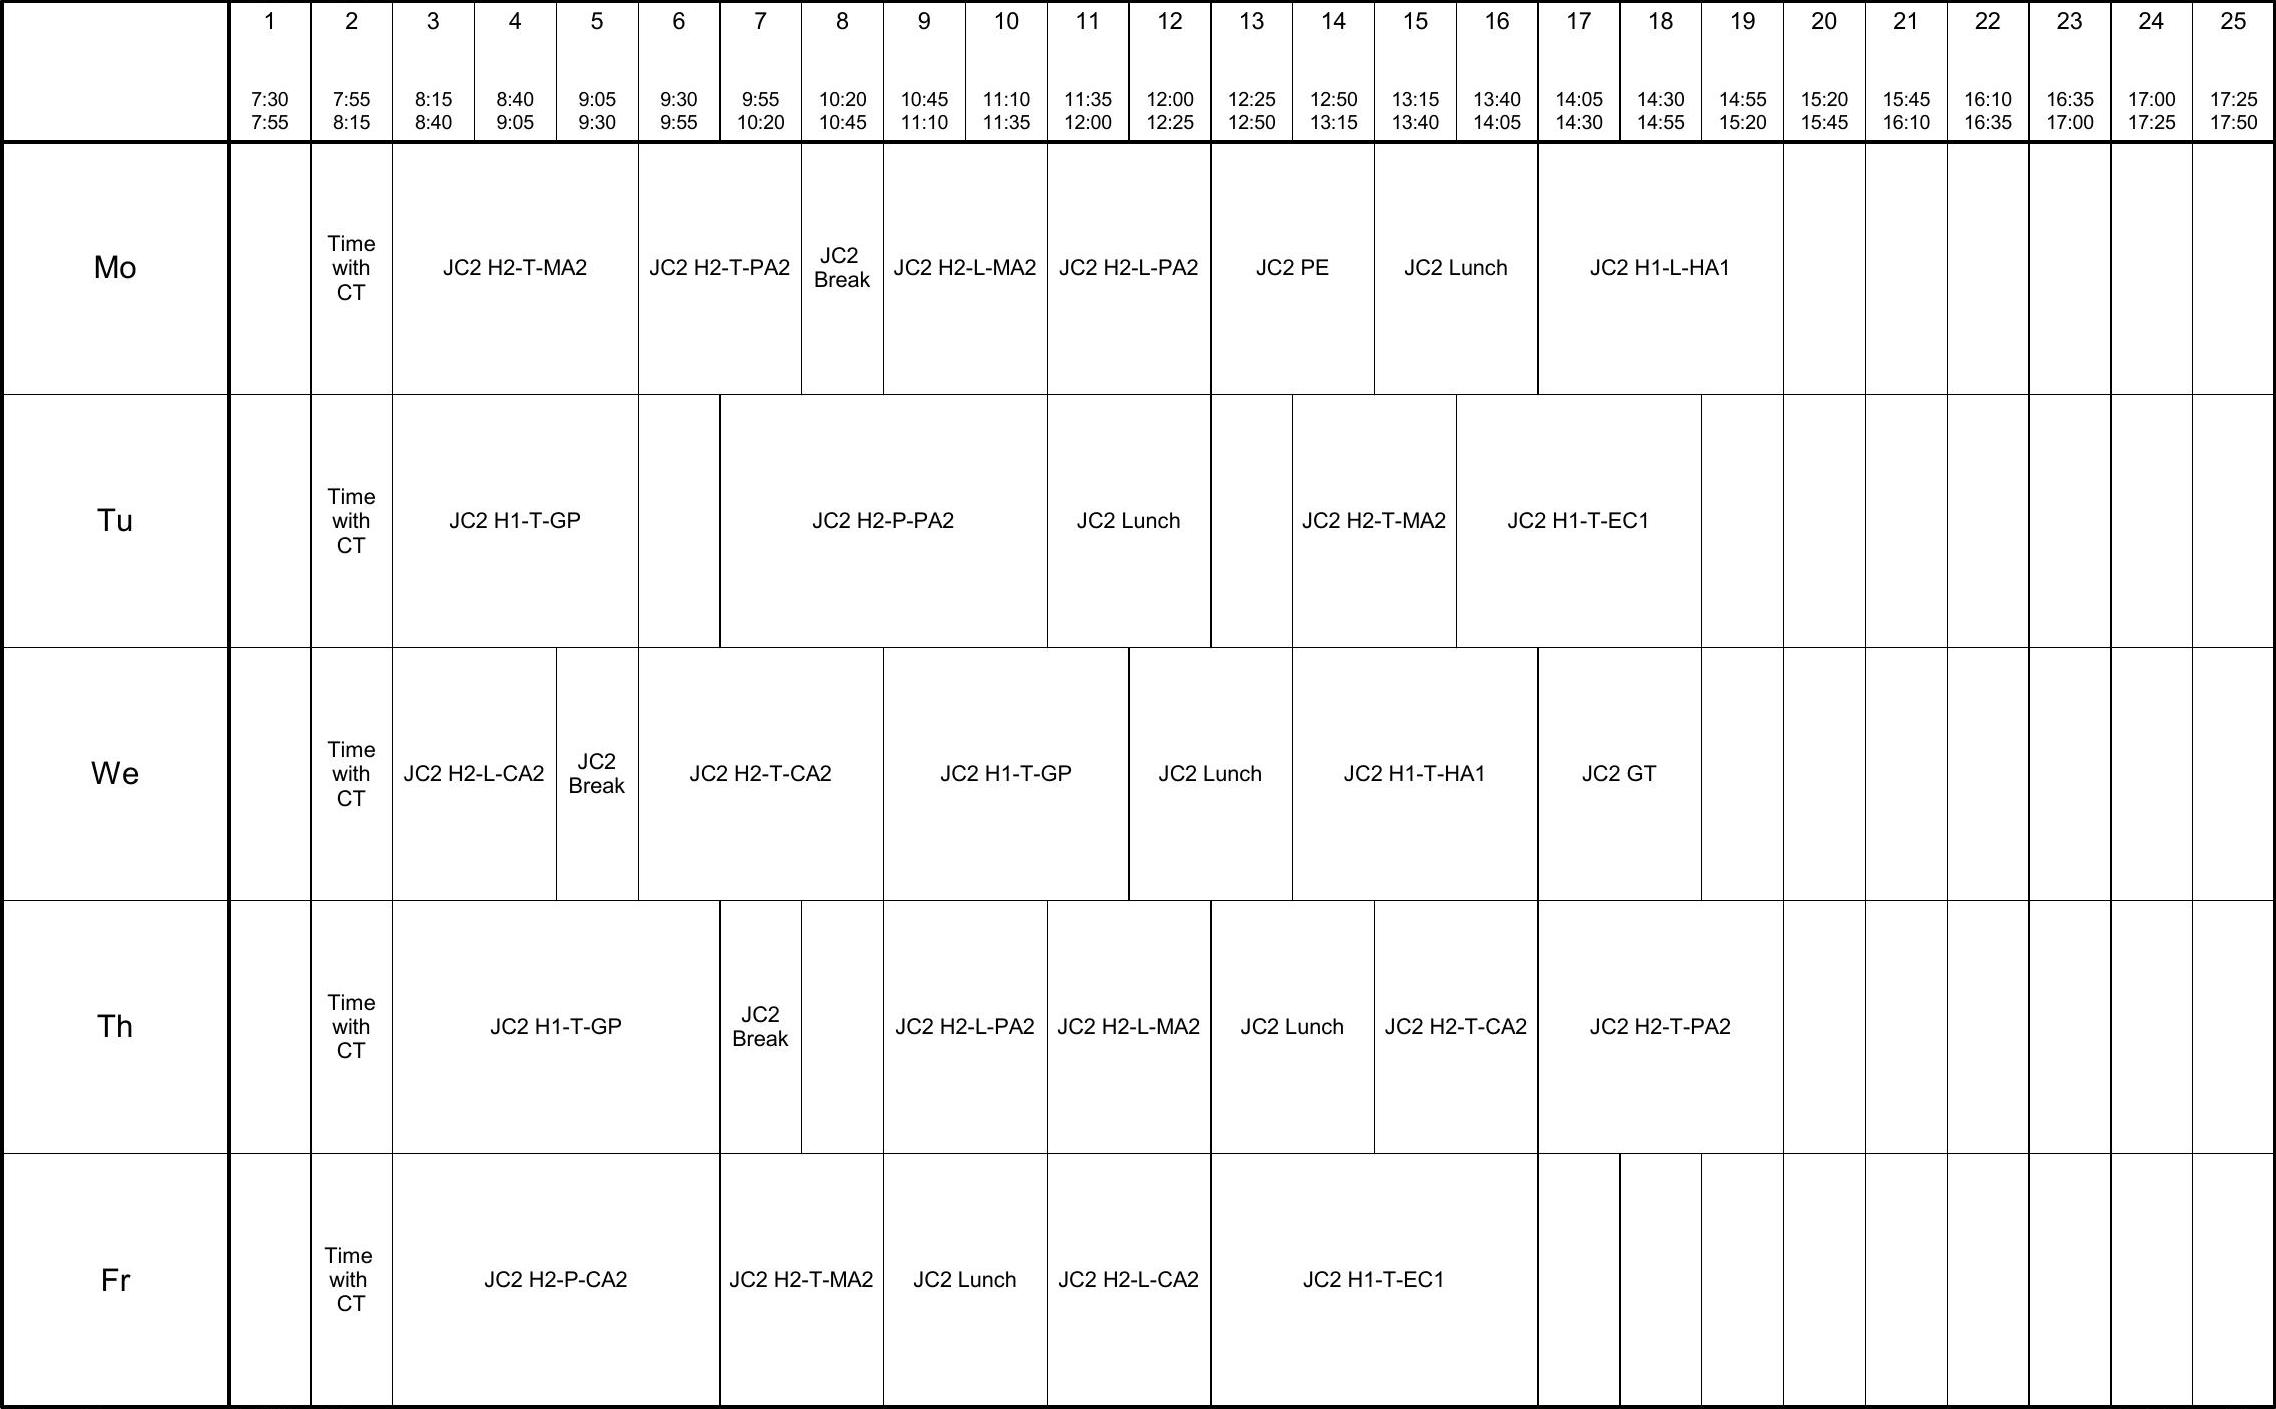 1 2 3 4 5 6 7 8 9 10 11 12 13 14 15 16 17 18 19 20 21 22 23 24 25
7:30 7:55 8:15 8:40 9:05 9:30 9:55 10:20 10:45 11:10 11:35 12:00 12:25 12:50 13:15 13:40 14:05 14:30 14:55 15:20 15:45 16:10 16:35 17:00 17:25
7:55 8:15 8:40 9:05 9:30 9:55 10:20 10:45 11:10 11:35 12:00 12:25 12:50 13:15 13:40 14:05 14:30 14:55 15:20 15:45 16:10 16:35 17:00 17:25 17:50
Mo
Time
with
CT
JC2 H2-T-MA2
JC2 H2-T-PA2
JC2
Break
JC2 H2-L-MA2
JC2 H2-L-PA2
JC2 PE
JC2 Lunch
JC2 H1-L-HA1
Tu
Time
with
CT
JC2 H1-T-GP
JC2 H2-P-PA2
JC2 Lunch
JC2 H2-T-MA2
JC2 H1-T-EC1
We
Time
with
CT
JC2 H2-L-CA2
JC2
Break
JC2 H2-T-CA2
JC2 H1-T-GP
JC2 Lunch
JC2 H1-T-HA1
JC2 GT
Th
Time
with
CT
JC2 H1-T-GP
JC2
Break
JC2 H2-L-PA2
JC2 H2-L-MA2
JC2 Lunch
JC2 H2-T-CA2
JC2 H2-T-PA2
Fr
Time
with
CT
JC2 H2-P-CA2
JC2 H2-T-MA2
JC2 Lunch
JC2 H2-L-CA2
JC2 H1-T-EC1